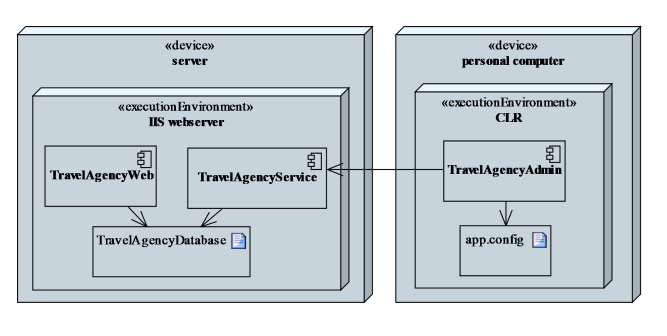 «device»
server
«executionEnvironment»
IIS webserver
TravelAgencyWeb
TravelAgencyService
TravelAgencyDatabase
«device»
personal computer
«executionEnvironment»
CLR
TravelAgencyAdmin
app.config